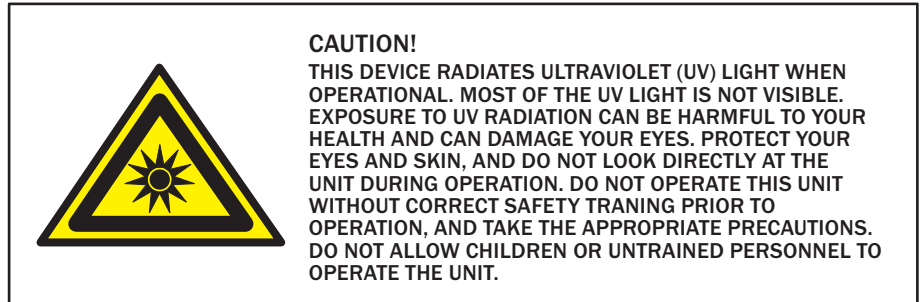 CAUTION!
THIS DEVICE RADIATES ULTRAVIOLET (UV) LIGHT WHEN
OPERATIONAL. MOST OF THE UV LIGHT IS NOT VISIBLE.
EXPOSURE TO UV RADIATION CAN BE HARMFUL TO YOUR
HEALTH AND CAN DAMAGE YOUR EYES. PROTECT YOUR
EYES AND SKIN, AND DO NOT LOOK DIRECTLY AT THE
UNIT DURING OPERATION. DO NOT OPERATE THIS UNIT
WITHOUT CORRECT SAFETY TRANING PRIOR TO
OPERATION, AND TAKE THE APPROPRIATE PRECAUTIONS.
DO NOT ALLOW CHILDREN OR UNTRAINED PERSONNEL TO
OPERATE THE UNIT.